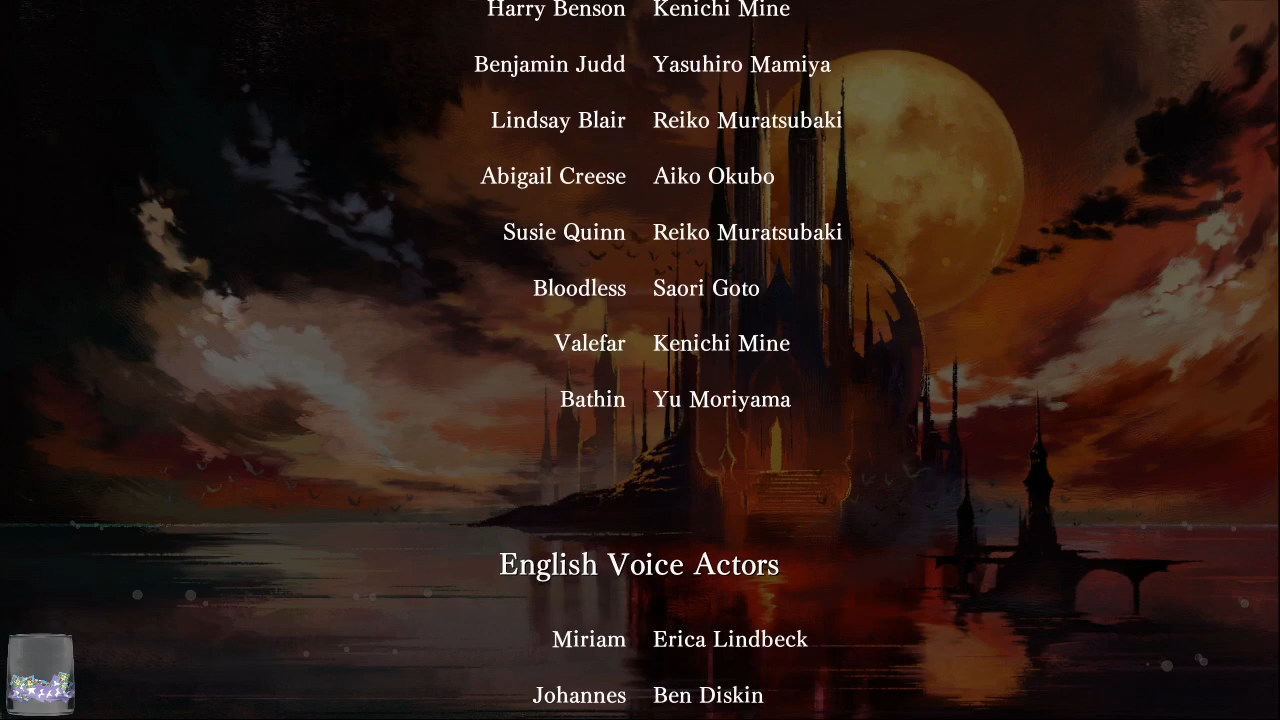 Harry Benson Kenichi Mine
Benjamin Judd Yasuhiro Mamiya
Lindsay Blair Reiko Muratsubaki
Abigail Creese Aiko Okubo
Susie Quinn Reiko Muratsubaki
Bloodless Saori Goto
Valefar Kenichi Mine
Bathin Yu Moriyama
English Voice Actors
Miriam Erica Lindbeck
Johannes Ben Diskin